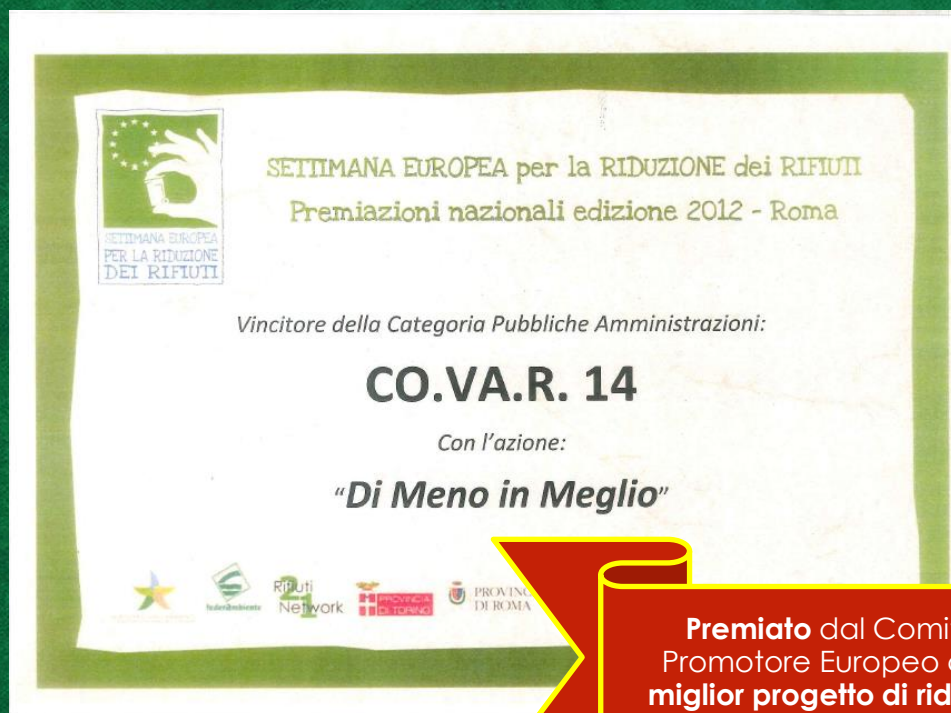 SETTIMANA EUROPEA per la RIDUZIONE dei RIFIUTI
Premiazioni nazionali edizione 2012 - Roma
SETTIMANA EUROPEA
PER LA RIDUZIONE
DEI RIFIUTI
Vincitore della Categoria Pubbliche Amministrazioni:
CO.VA.R. 14
Con l'azione:
"Di Meno in Meglio"
federambiente
Rifiuti 21 Network
PROVINCIA DI TORINO
DI ROMA
Premiato dal
Promotore Europeo
miglior progetto di